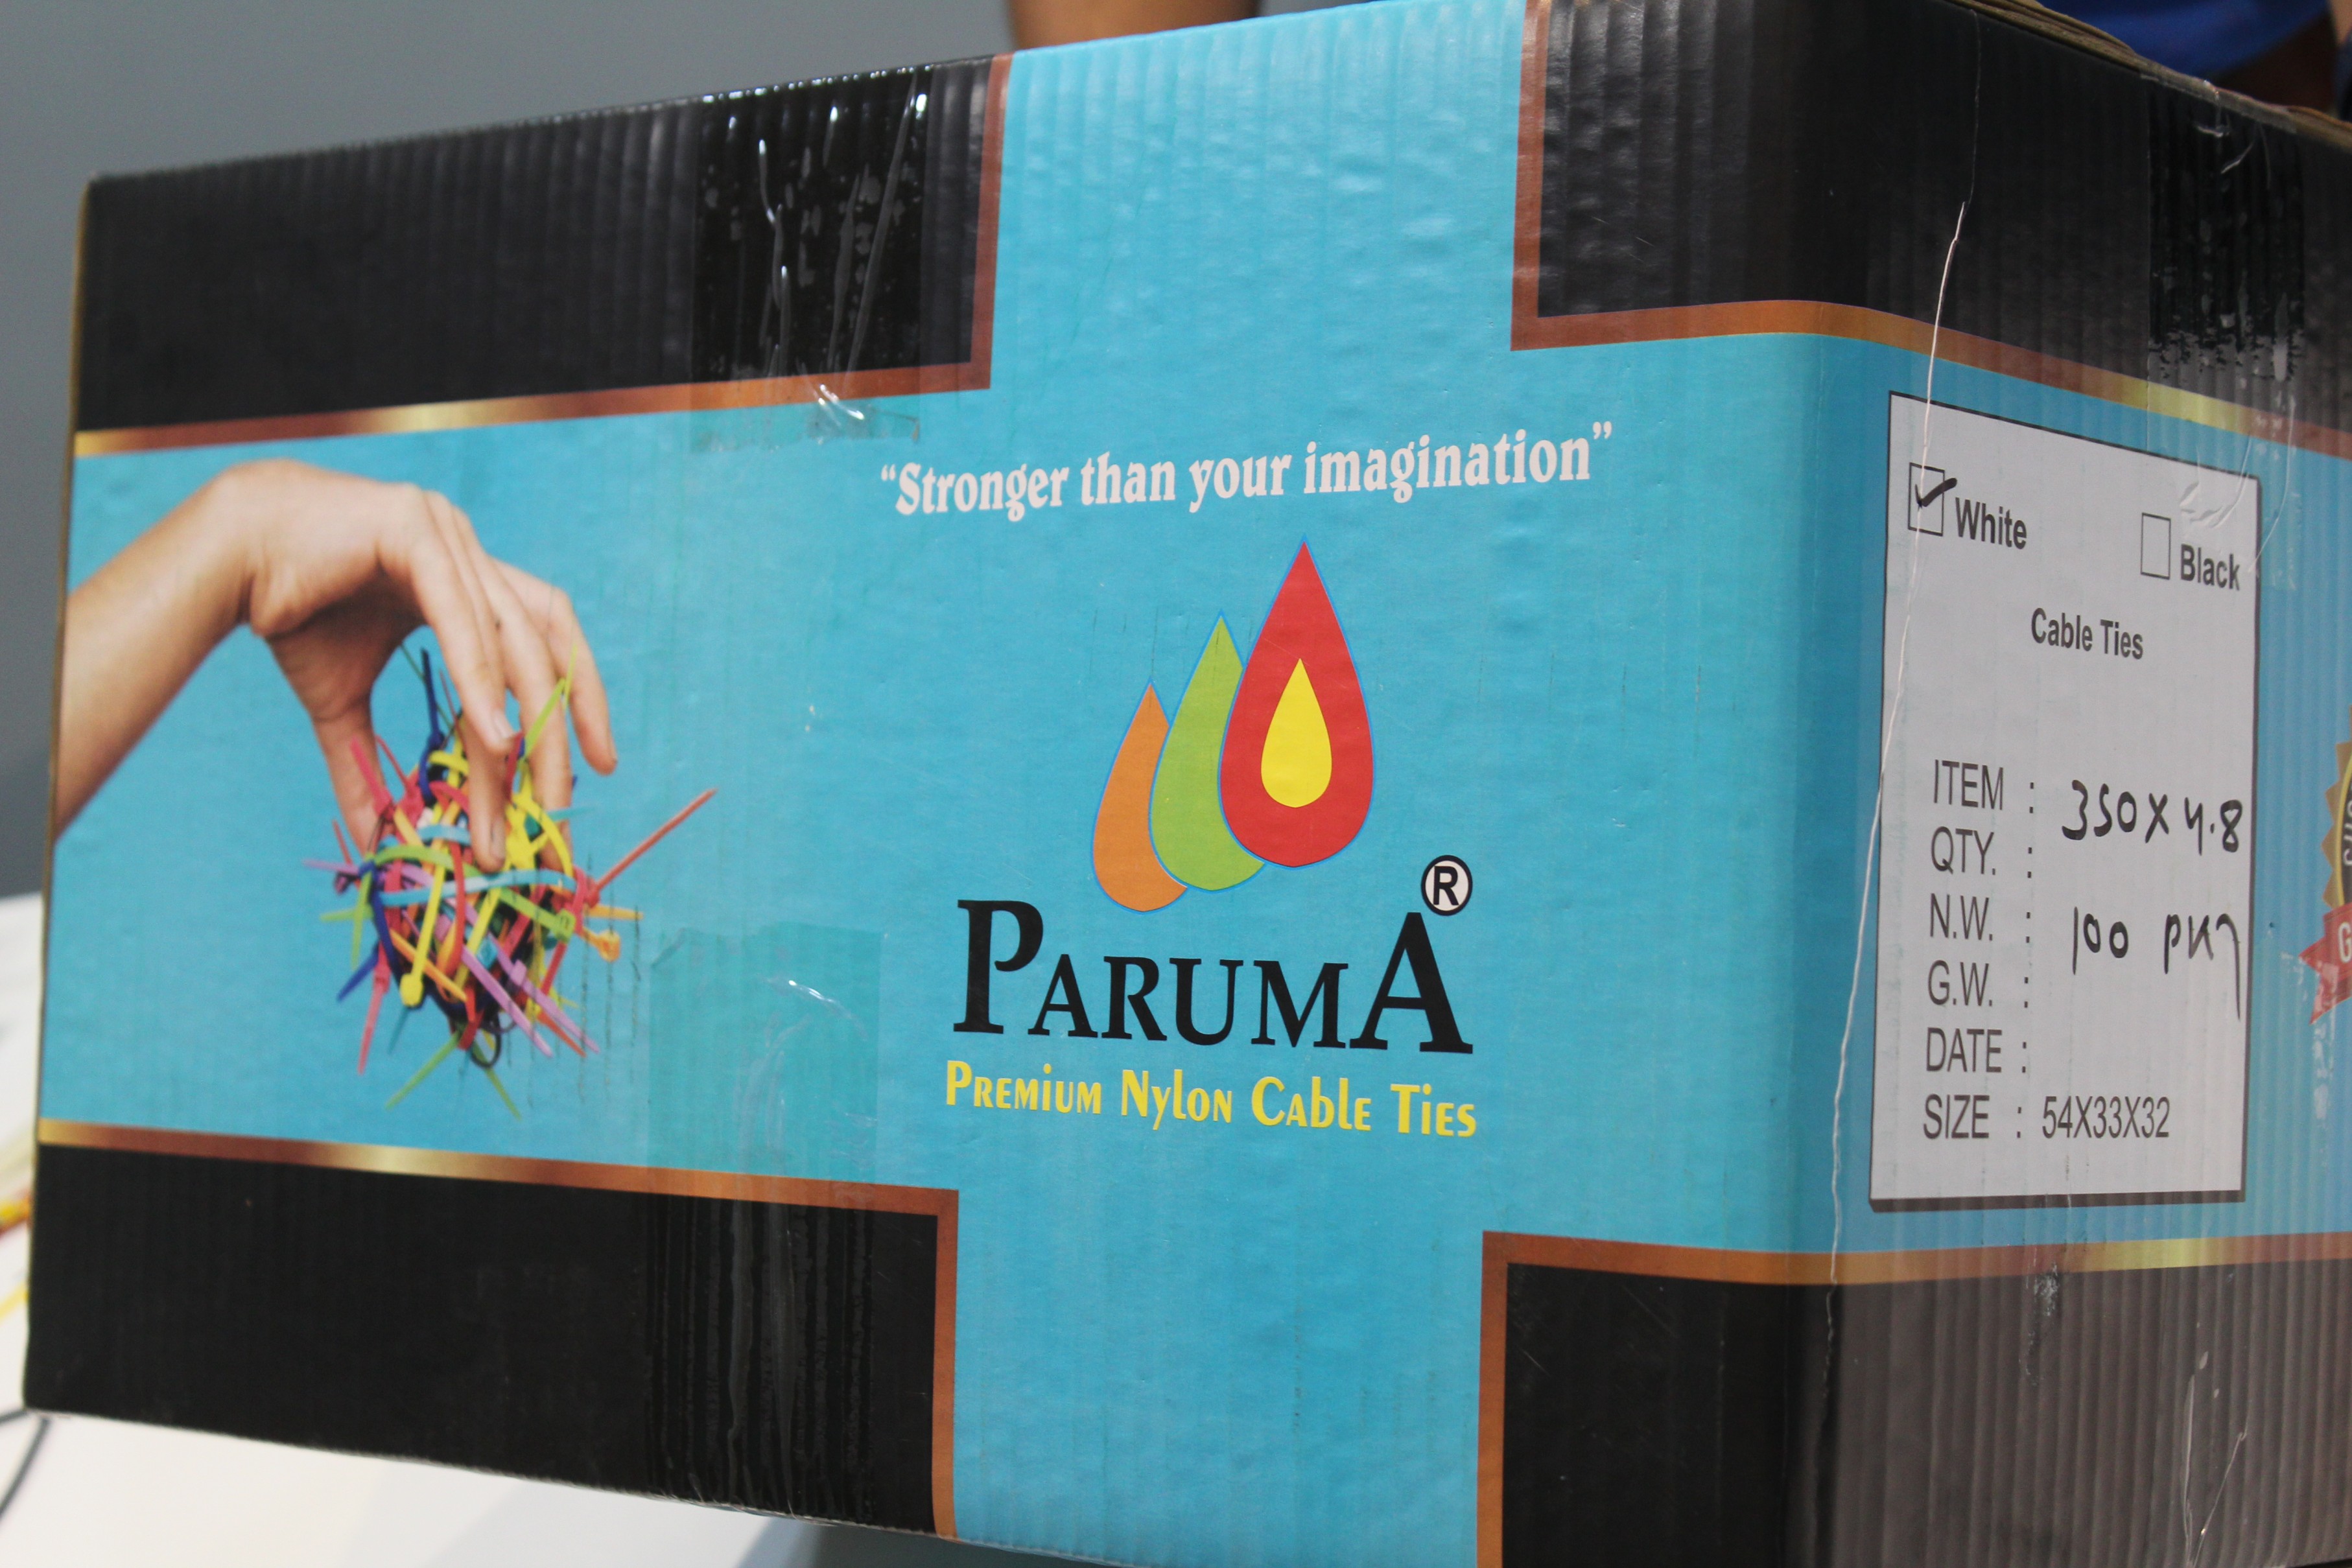 “Stronger than your imagination”
PARUMA®
PREMIUM NYLON CABLE TIES
White
Black
Cable Ties
ITEM : 350X4.8
QTY. :
N.W. : 100 PKT
G.W. :
DATE :
SIZE : 54X33X32